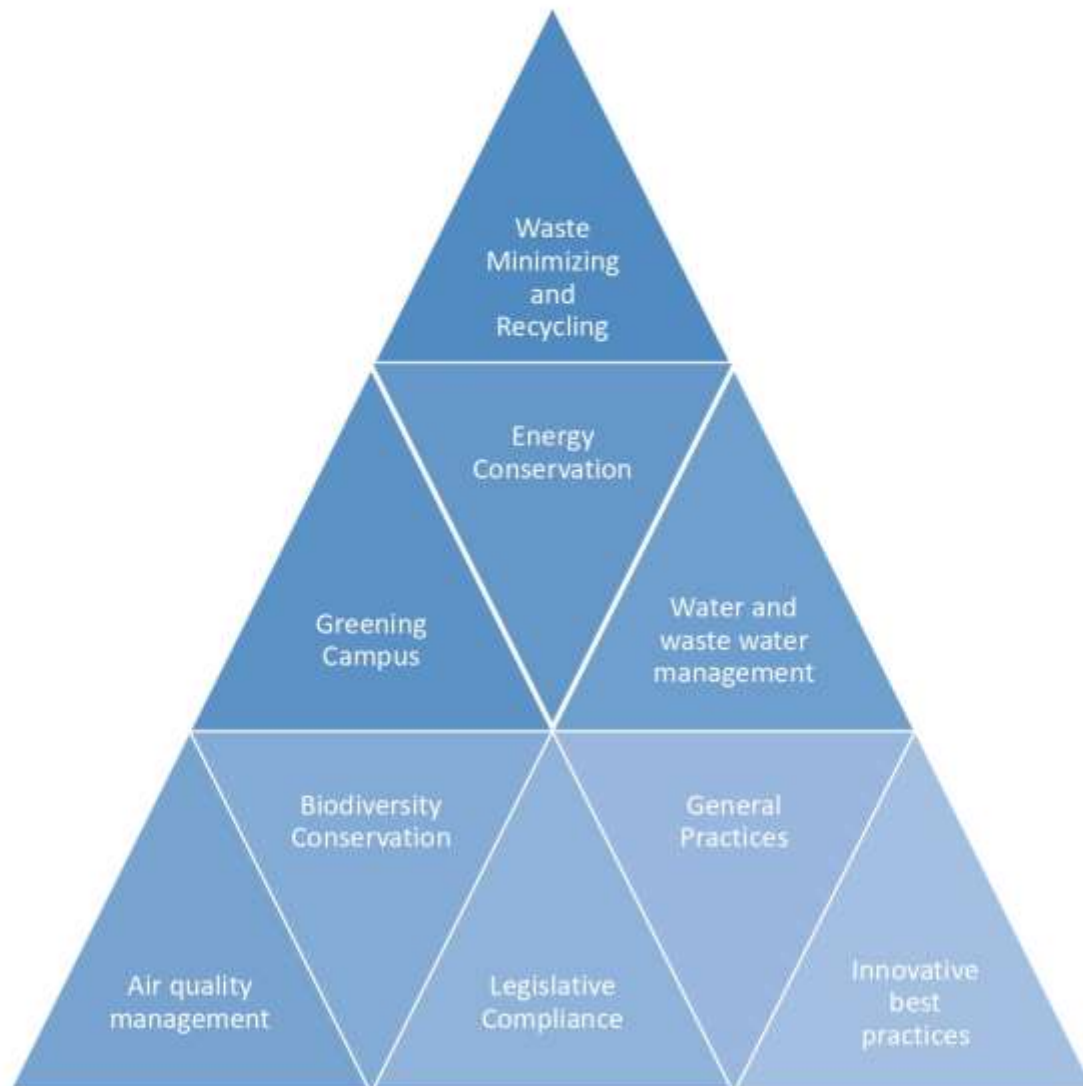 Waste
Minimizing
and
Recycling
Energy
Conservation
Greening
Campus
Water and
waste water
management
Biodiversity
Conservation
General
Practices
Air quality
management
Legislative
Compliance
Innovative
best
practices